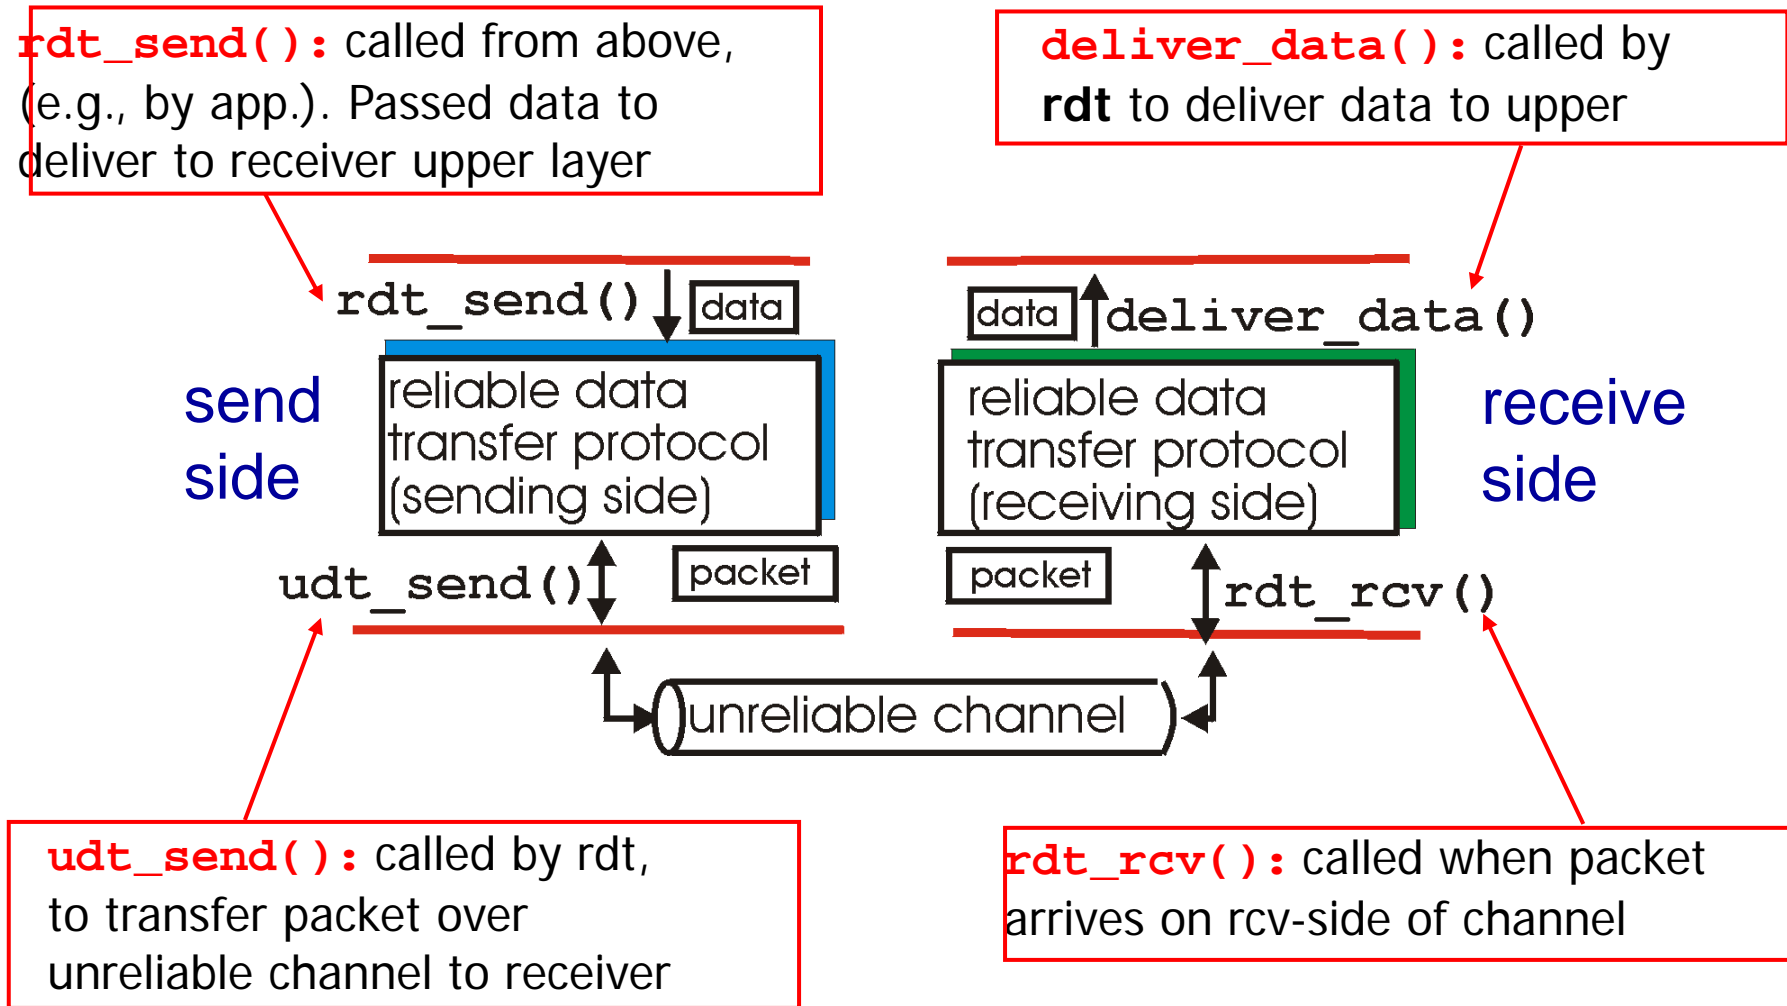 rdt_send(): called from above,
(e.g., by app.). Passed data to
deliver to receiver upper layer
deliver_data(): called by
rdt to deliver data to upper
rdt_send()
data
data
deliver_data()
send
side
reliable data
transfer protocol
(sending side)
reliable data
transfer protocol
(receiving side)
receive
side
udt_send()
packet
packet
rdt_rcv()
unreliable channel
udt_send(): called by rdt,
to transfer packet over
unreliable channel to receiver
rdt_rcv(): called when packet
arrives on rcv-side of channel